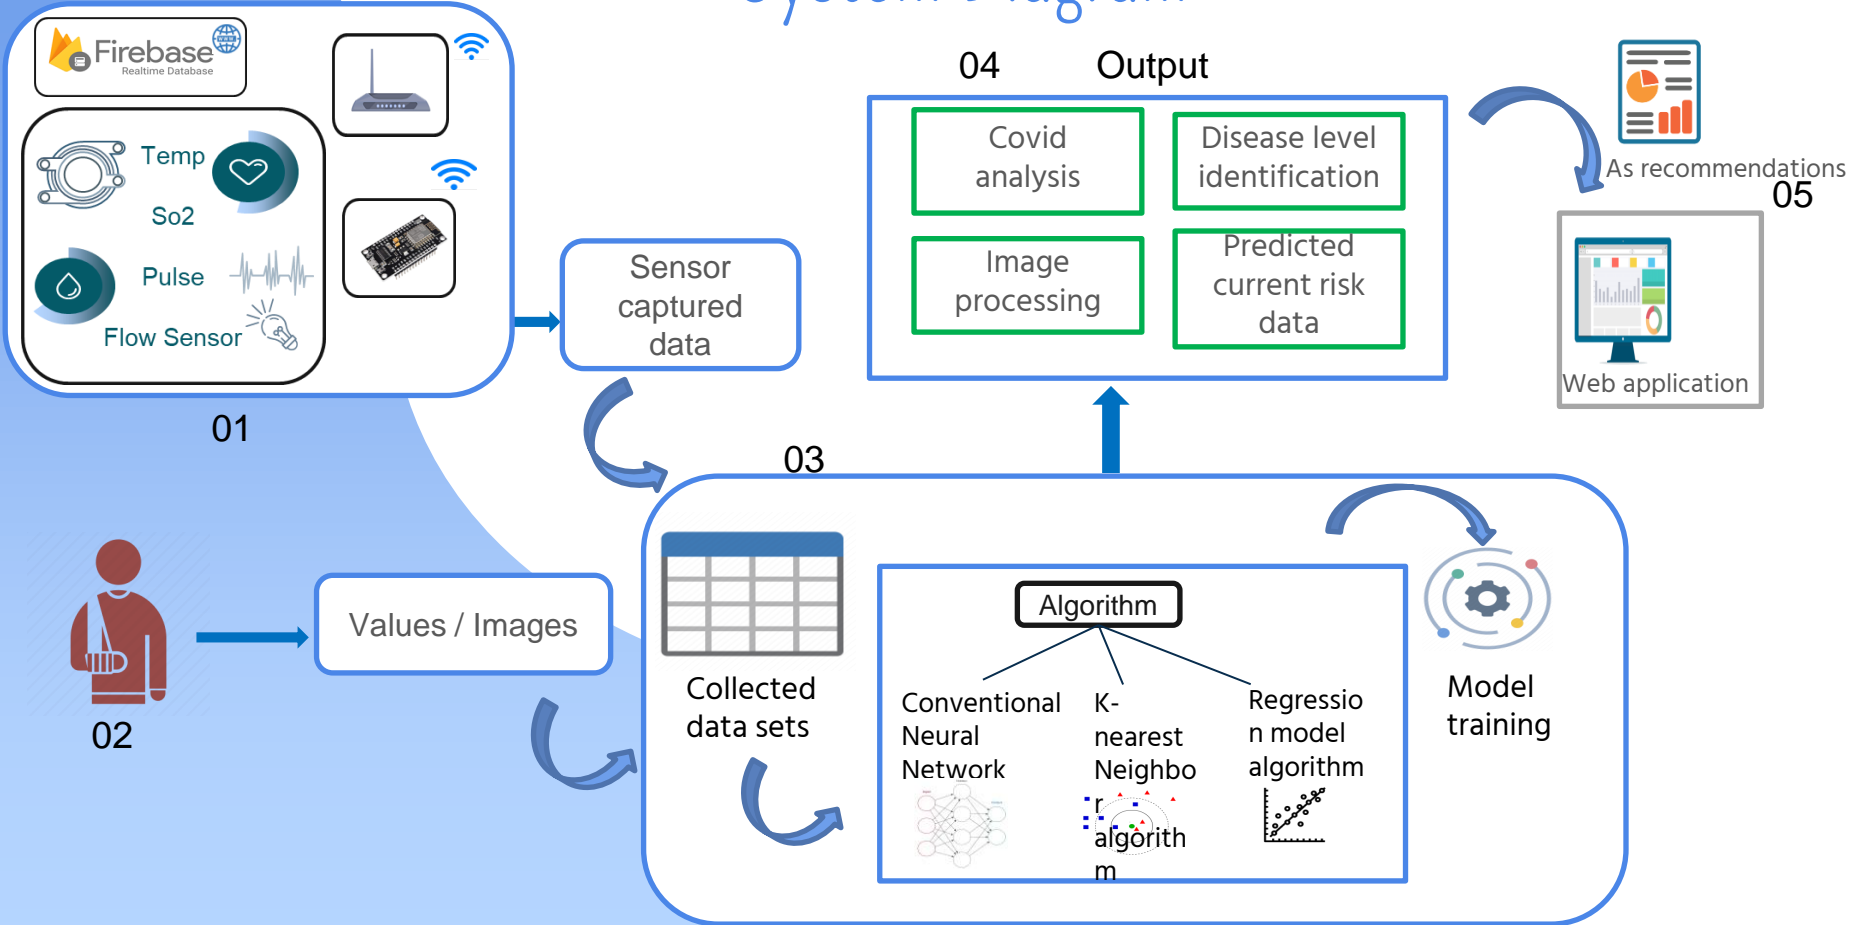 System Diagram
Firebase
Realtime Database
Temp
So2
Pulse
Flow Sensor
01
Sensor
captured
data
04
Output
Covid
analysis
Disease level
identification
Image
processing
Predicted
current risk
data
As recommendations
05
Web application
02
Values / Images
03
Collected
data sets
Algorithm
Conventional
Neural
Network
K-
nearest
Neighbo
r
algorith
m
Regressio
n model
algorithm
Model
training